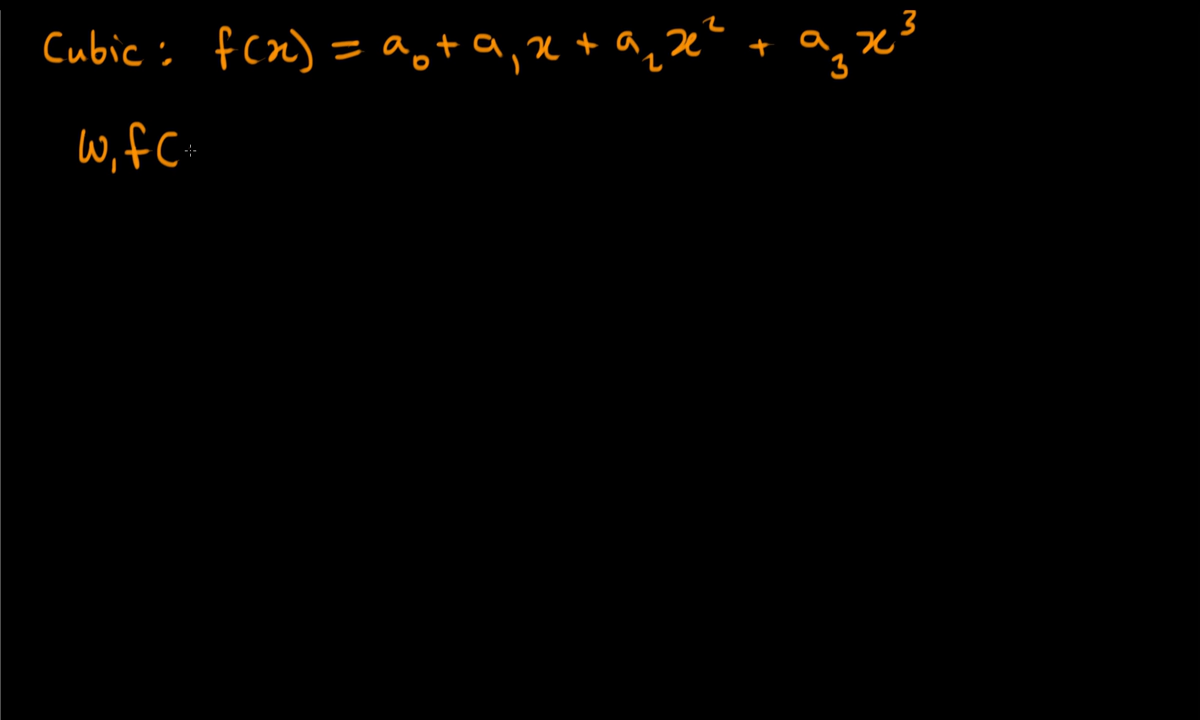 Cubic: f(x) = a₀ + a₁x + a₂x² + a₃x³
w₁f(